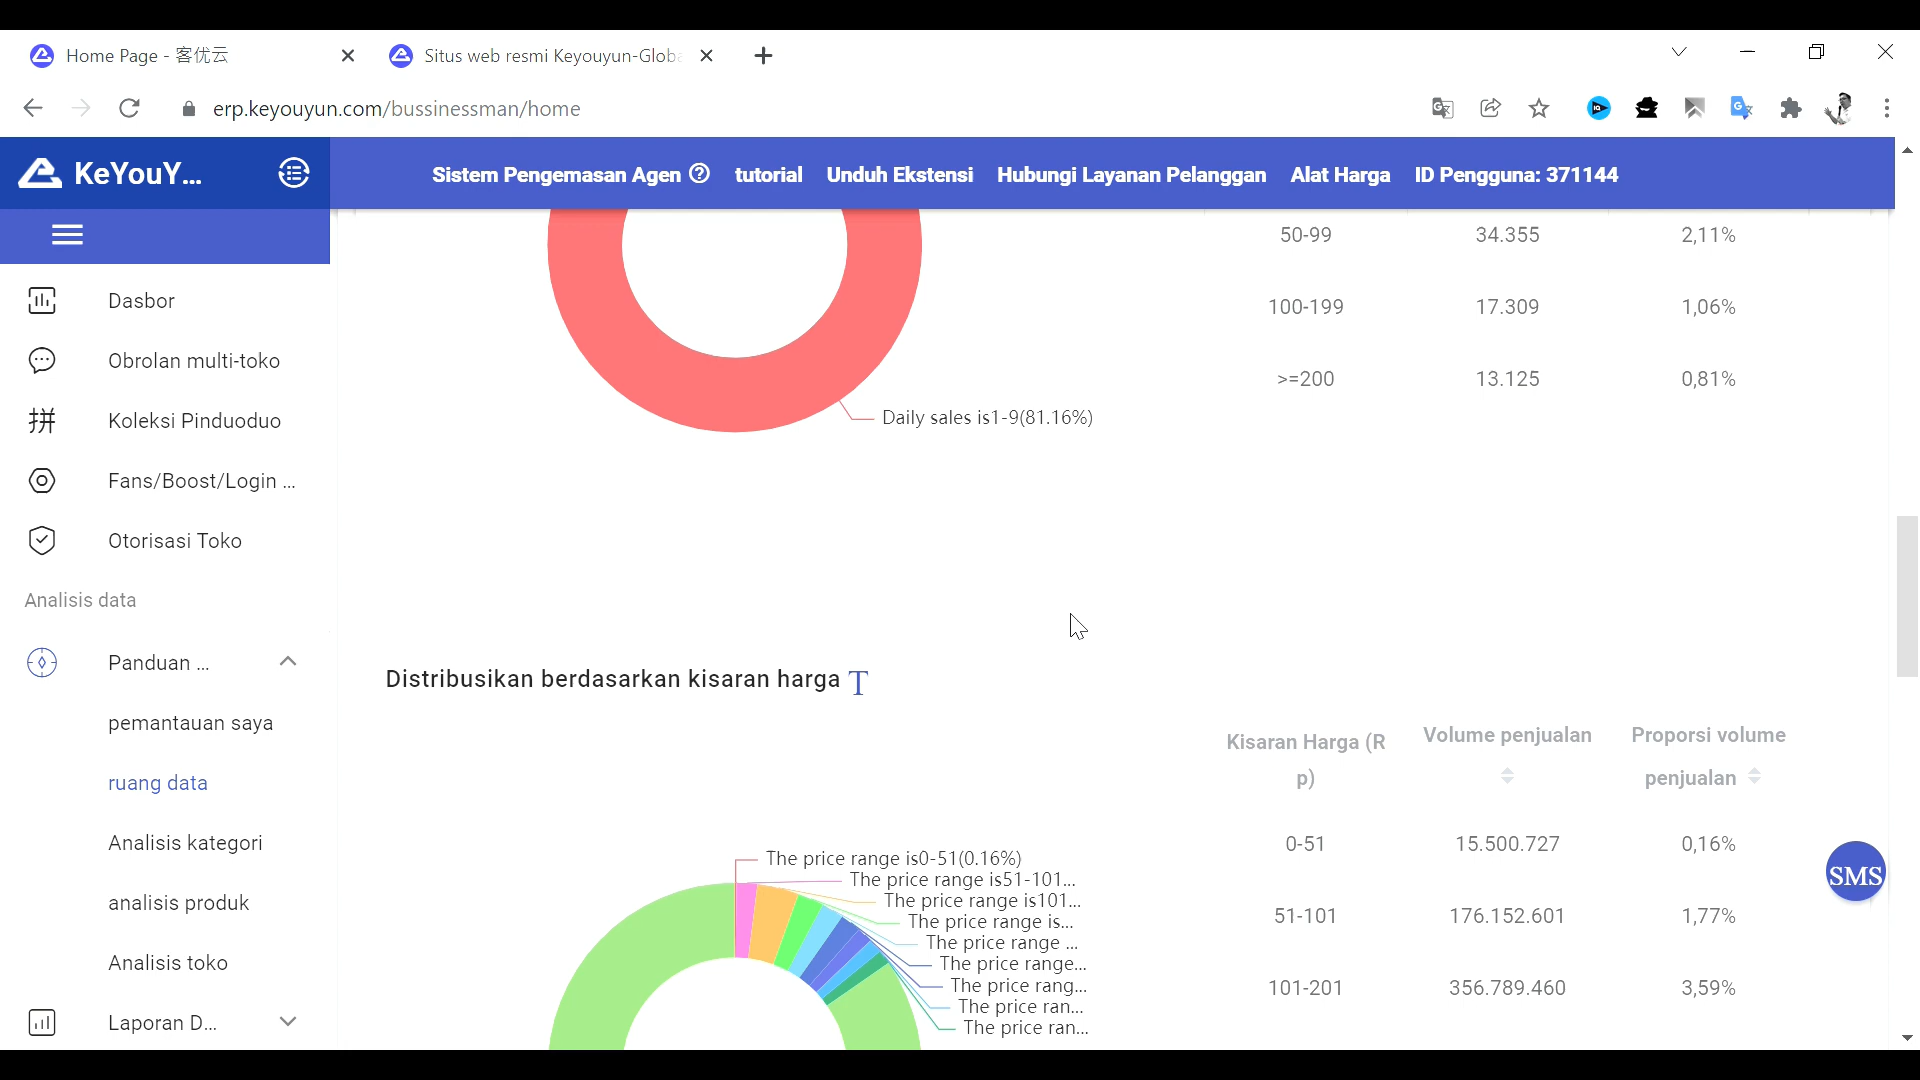 Home Page - 客优云
Situs web resmi Keyouyun-Globa
erp.keyouyun.com/bussinessman/home
KeYouY...
Sistem Pengemasan Agen
tutorial
Unduh Ekstensi
Hubungi Layanan Pelanggan
Alat Harga
ID Pengguna: 371144
Dasbor
Obrolan multi-toko
拼
Koleksi Pinduoduo
Fans/Boost/Login ...
Otorisasi Toko
Analisis data
Panduan ...
pemantauan saya
ruang data
Analisis kategori
analisis produk
Analisis toko
Laporan D...
50-99 34.355 2,11%
100-199 17.309 1,06%
>=200 13.125 0,81%
Daily sales is1-9(81.16%)
Distribusikan berdasarkan kisaran harga T
Kisaran Harga (R
p)
Volume penjualan
Proporsi volume
penjualan
0-51 15.500.727 0,16%
51-101 176.152.601 1,77%
101-201 356.789.460 3,59%
The price range is0-51(0.16%)
The price range is51-101...
The price range is101...
The price range is...
The price range ...
The price range...
The price rang...
The price ran...
The price ran...
SMS